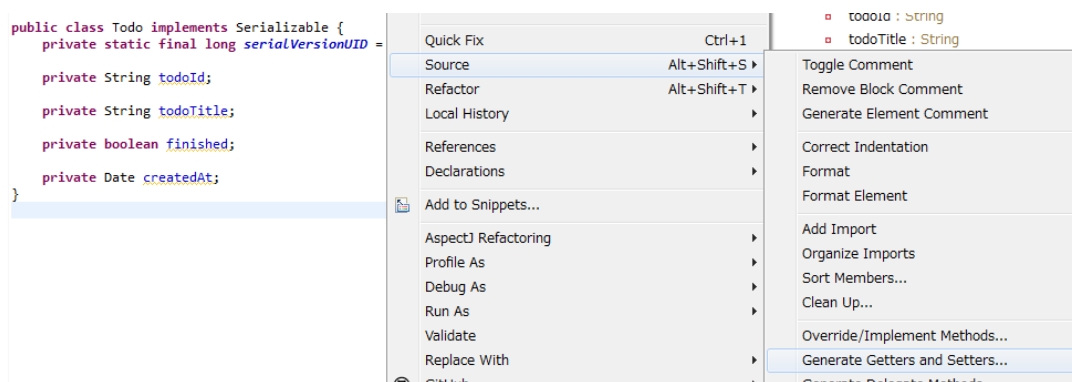 public class Todo implements Serializable {
private static final long serialVersionUID =
private String todoId;
private String todoTitle;
private boolean finished;
private Date createdAt;
}
Quick Fix Ctrl+1
Source Alt+Shift+S
Refactor Alt+Shift+T
Local History
References
Declarations
Add to Snippets...
AspectJ Refactoring
Profile As
Debug As
Run As
Validate
Replace With
GitHub
todoId : String
todoTitle : String
Toggle Comment
Remove Block Comment
Generate Element Comment
Correct Indentation
Format
Format Element
Add Import
Organize Imports
Sort Members...
Clean Up...
Override/Implement Methods...
Generate Getters and Setters...
Generate Delegate Methods